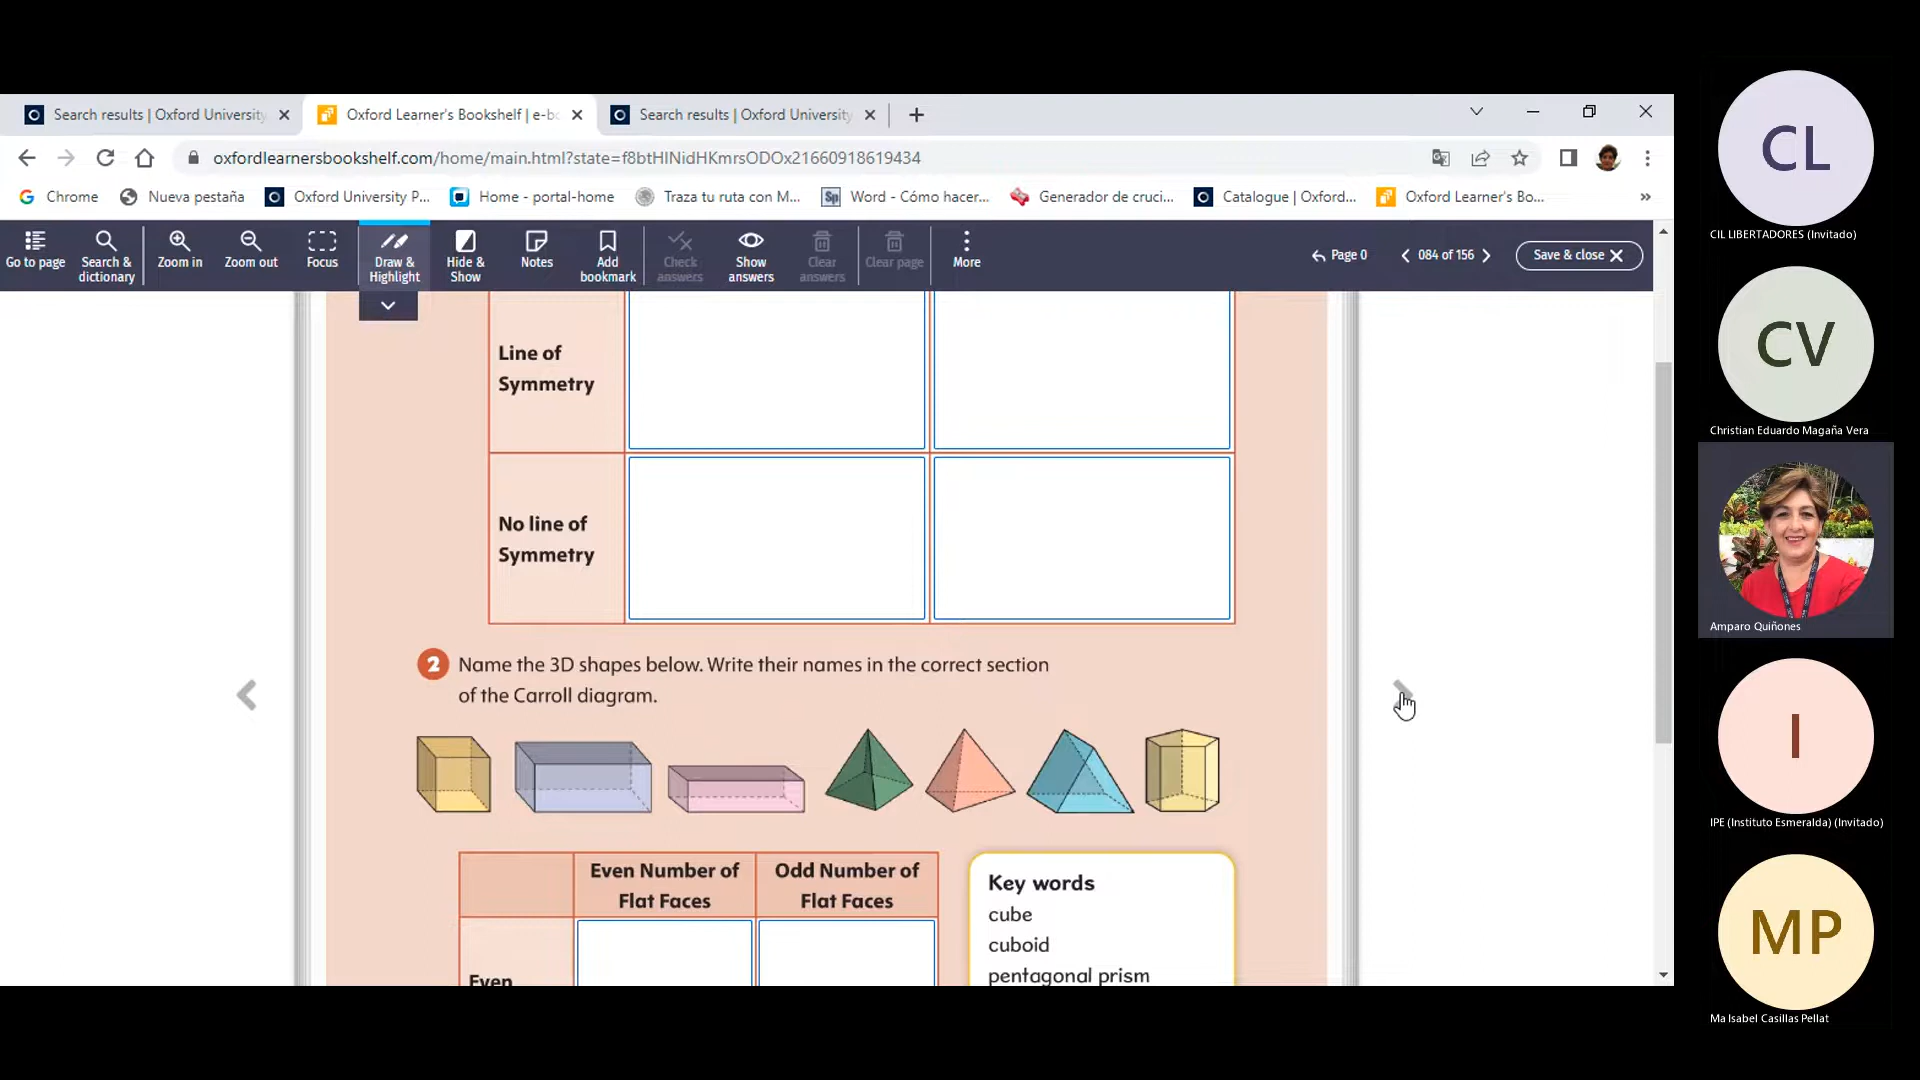 Search results | Oxford University
Oxford Learner's Bookshelf | e-bo
Search results | Oxford University
oxfordlearnersbookshelf.com/home/main.html?state=f8btHINidHKmrsODOx21660918619434
Chrome
Nueva pestaña
Oxford University P...
Home - portal-home
Traza tu ruta con M...
Sp
Word - Cómo hacer...
Generador de cruci...
Catalogue | Oxford...
Oxford Learner's Bo...
»
Go to page
Search & dictionary
Zoom in
Zoom out
Focus
Draw & Highlight
Hide & Show
Notes
Add bookmark
Check answers
Show answers
Clear answers
Clear page
More
Page 0
084 of 156
Save & close
Line of
Symmetry
No line of
Symmetry
2 Name the 3D shapes below. Write their names in the correct section
of the Carroll diagram.
Even Number of
Flat Faces
Odd Number of
Flat Faces
Even
Key words
cube
cuboid
pentagonal prism
CL
CIL LIBERTADORES (Invitado)
CV
Christian Eduardo Magaña Vera
Amparo Quiñones
I
IPE (Instituto Esmeralda) (Invitado)
MP
Ma Isabel Casillas Pellat